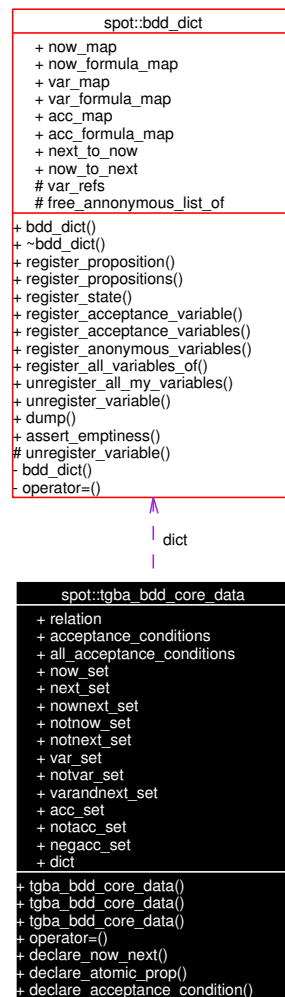 spot::bdd_dict
+ now_map
+ now_formula_map
+ var_map
+ var_formula_map
+ acc_map
+ acc_formula_map
+ next_to_now
+ now_to_next
# var_refs
# free_annonymous_list_of
+ bdd_dict()
+ ~bdd_dict()
+ register_proposition()
+ register_propositions()
+ register_state()
+ register_acceptance_variable()
+ register_acceptance_variables()
+ register_anonymous_variables()
+ register_all_variables_of()
+ unregister_all_my_variables()
+ unregister_variable()
+ dump()
+ assert_emptiness()
# unregister_variable()
- bdd_dict()
- operator=()
dict
spot::tgba_bdd_core_data
+ relation
+ acceptance_conditions
+ all_acceptance_conditions
+ now_set
+ next_set
+ nownext_set
+ notnow_set
+ notnext_set
+ var_set
+ notvar_set
+ varandnext_set
+ acc_set
+ notacc_set
+ negacc_set
+ dict
+ tgba_bdd_core_data()
+ tgba_bdd_core_data()
+ tgba_bdd_core_data()
+ operator=()
+ declare_now_next()
+ declare_atomic_prop()
+ declare_acceptance_condition()